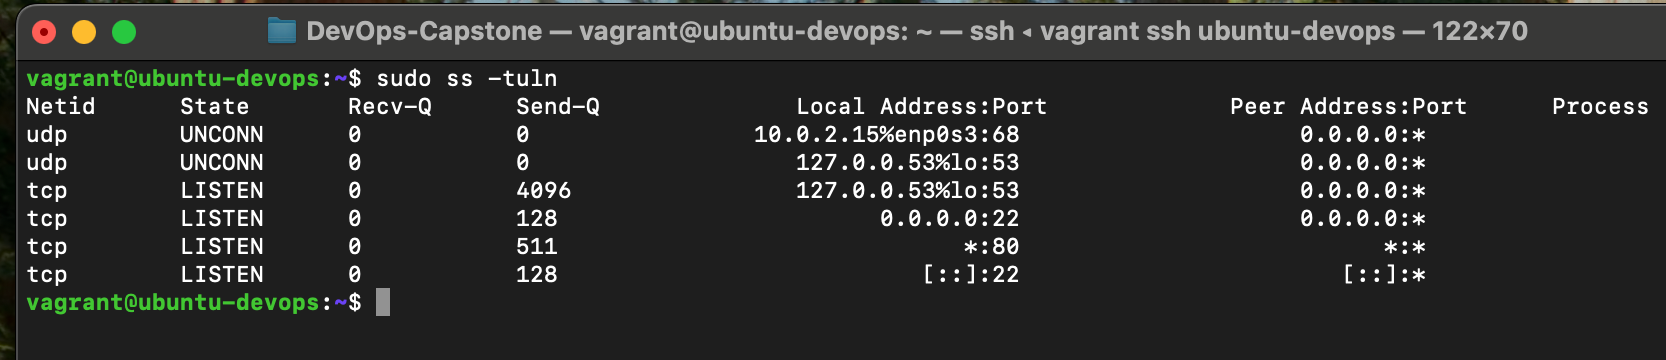 DevOps-Capstone — vagrant@ubuntu-devops: ~ — ssh ◂ vagrant ssh ubuntu-devops — 122×70
vagrant@ubuntu-devops:~$ sudo ss -tuln
Netid State Recv-Q Send-Q Local Address:Port Peer Address:Port Process
udp UNCONN 0 0 10.0.2.15%enp0s3:68 0.0.0.0:*
udp UNCONN 0 0 127.0.0.53%lo:53 0.0.0.0:*
tcp LISTEN 0 4096 127.0.0.53%lo:53 0.0.0.0:*
tcp LISTEN 0 128 0.0.0.0:22 0.0.0.0:*
tcp LISTEN 0 511 *:80 *:*
tcp LISTEN 0 128 [::]:22 [::]:*
vagrant@ubuntu-devops:~$